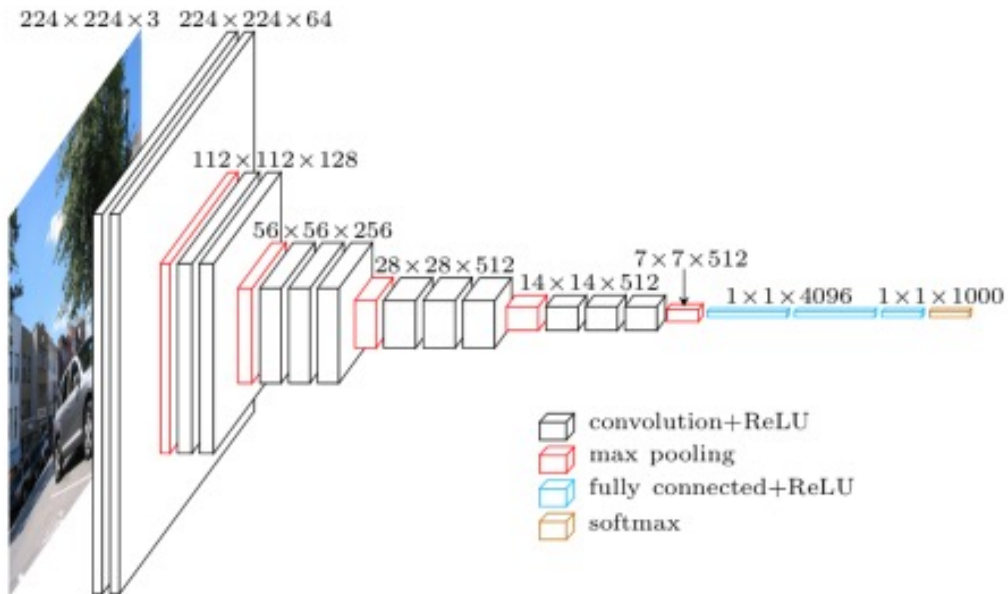 224×224×3
224×224×64
112×112×128
56×56×256
28×28×512
14×14×512
7×7×512
1×1×4096
1×1×1000
convolution+ReLU
max pooling
fully connected+ReLU
softmax